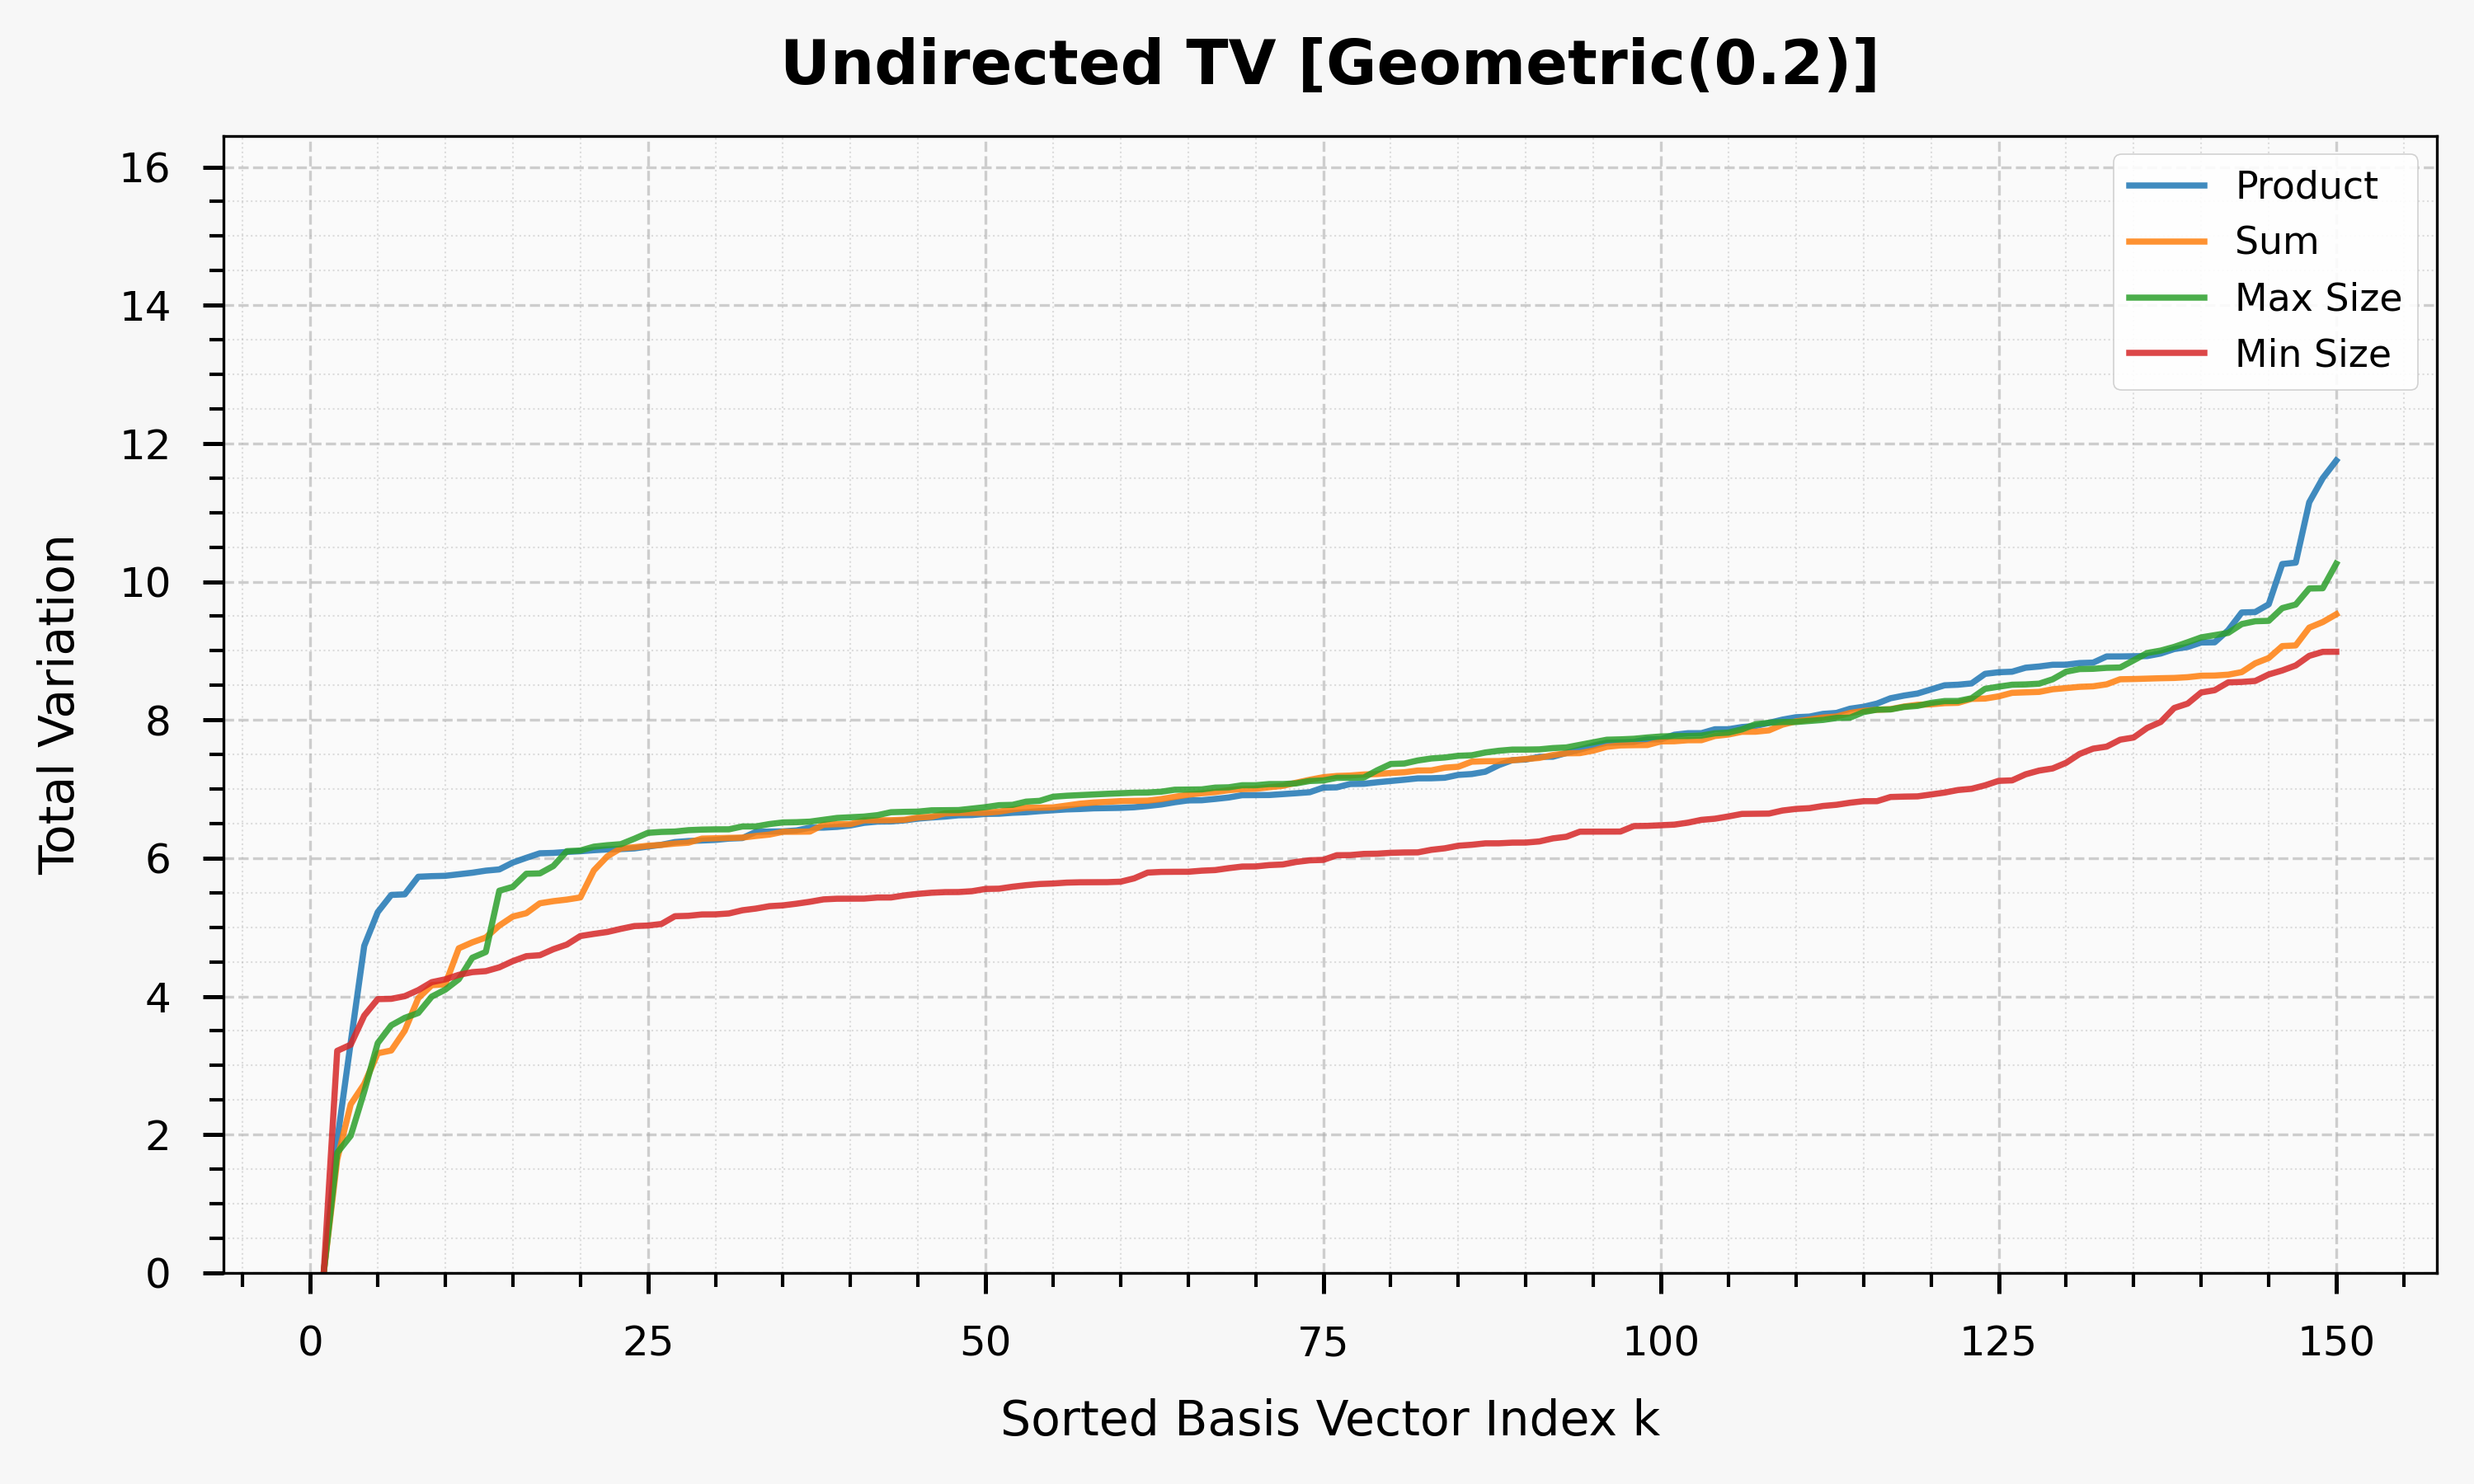 Undirected TV [Geometric(0.2)]
Total Variation
16
14
12
10
8
6
4
2
0
0 25 50 75 100 125 150
Sorted Basis Vector Index k
Product
Sum
Max Size
Min Size